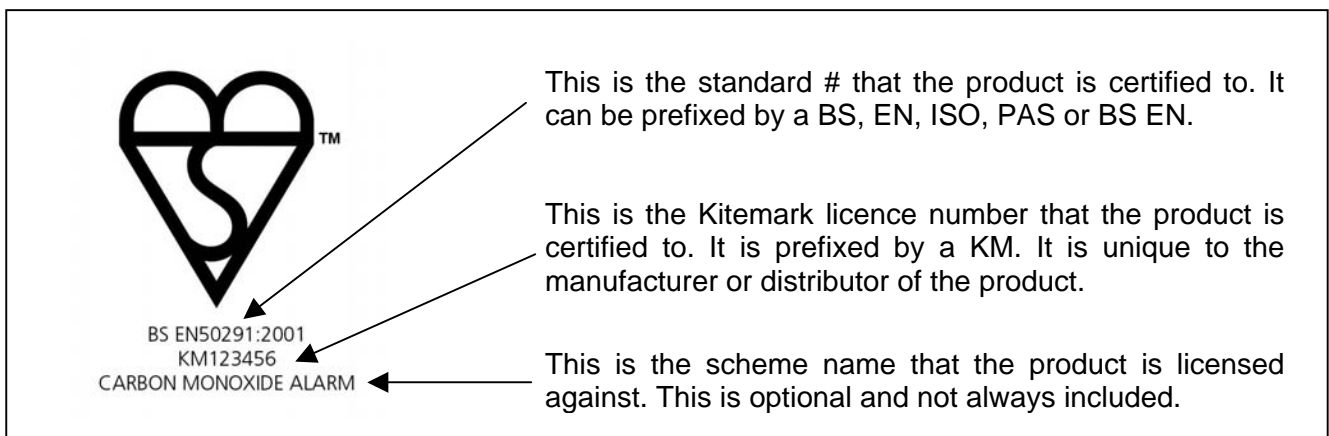 This is the standard # that the product is certified to. It
can be prefixed by a BS, EN, ISO, PAS or BS EN.
TM
This is the Kitemark licence number that the product is
certified to. It is prefixed by a KM. It is unique to the
manufacturer or distributor of the product.
BS EN50291:2001
KM123456
CARBON MONOXIDE ALARM
This is the scheme name that the product is licensed
against. This is optional and not always included.